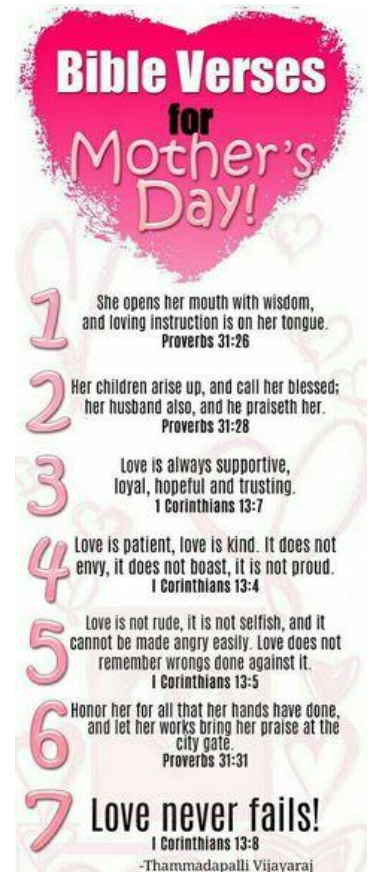 Bible Verses
for
Mother's
Day!
1
She opens her mouth with wisdom,
and loving instruction is on her tongue.
Proverbs 31:26
2
Her children arise up, and call her blessed;
her husband also, and he praiseth her.
Proverbs 31:28
3
Love is always supportive,
loyal, hopeful and trusting.
1 Corinthians 13:7
4
Love is patient, love is kind. It does not
envy, it does not boast, it is not proud.
I Corinthians 13:4
5
Love is not rude, it is not selfish, and it
cannot be made angry easily. Love does not
remember wrongs done against it.
I Corinthians 13:5
6
Honor her for all that her hands have done,
and let her works bring her praise at the
city gate.
Proverbs 31:31
7
Love never fails!
I Corinthians 13:8
-Thammadapalli Vijayaraj